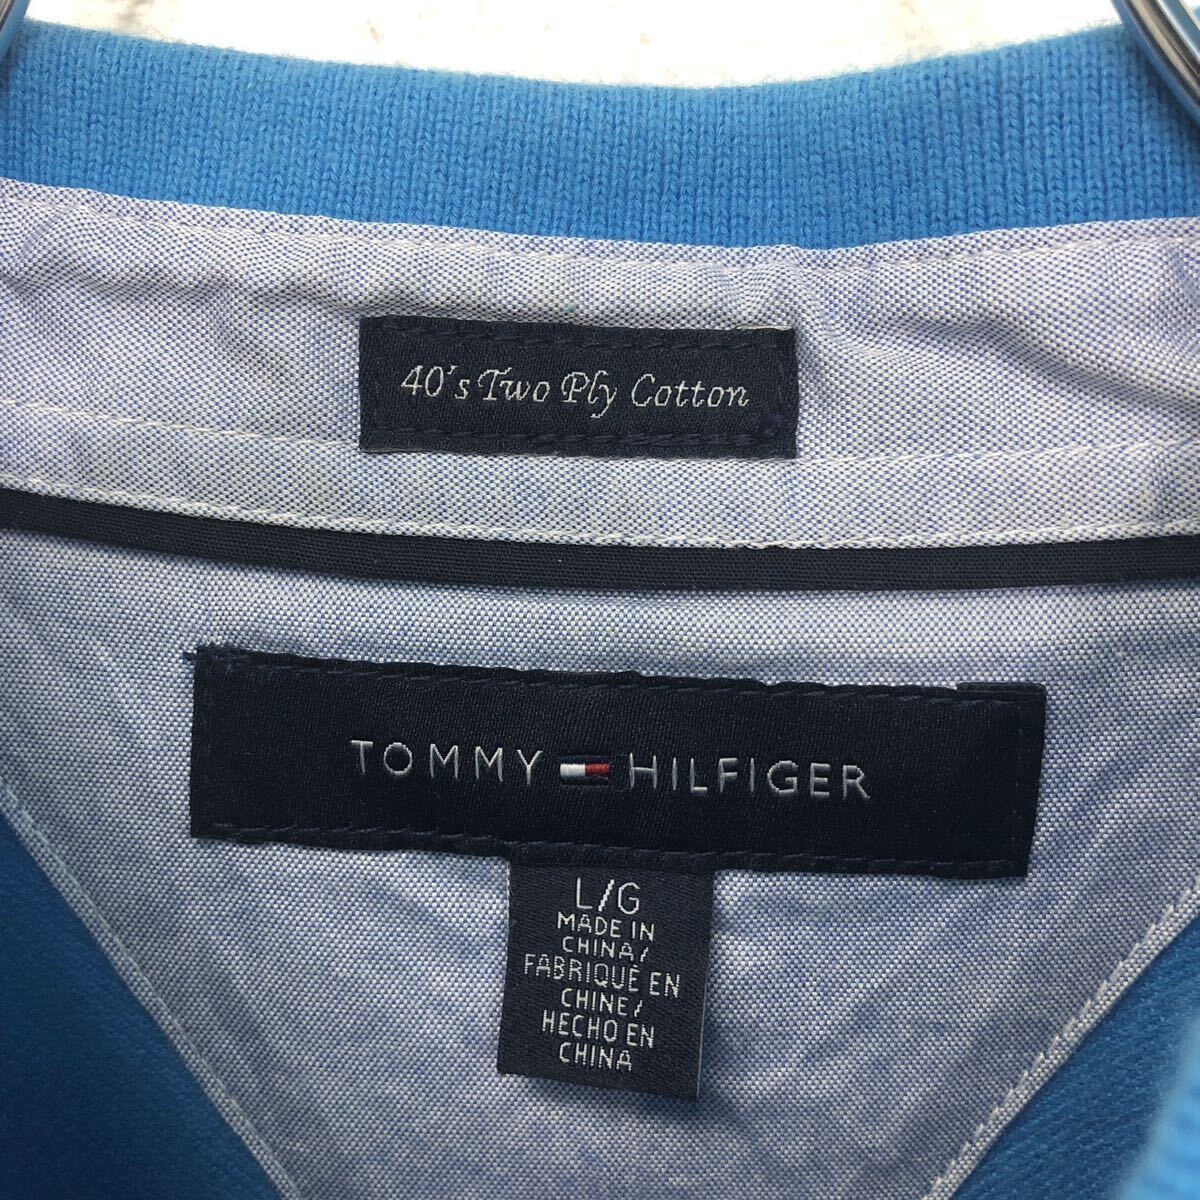 40's Two Ply Cotton
TOMMY HILFIGER
L/G
MADE IN
CHINA/
FABRIQUÉ EN
CHINE/
HECHO EN
CHINA